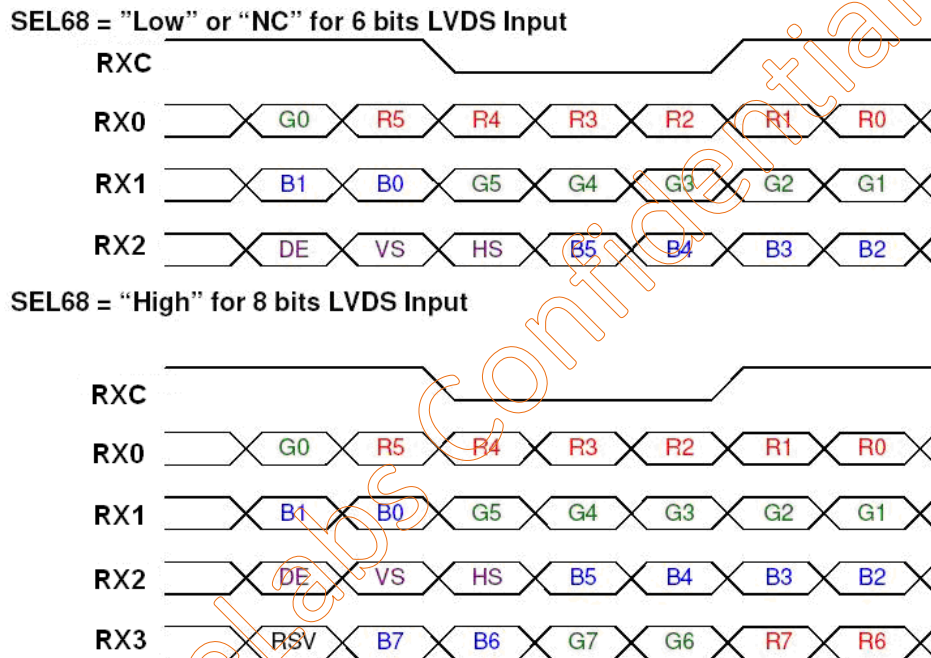 SEL68 = "Low" or "NC" for 6 bits LVDS Input
RXC
RX0 G0 R5 R4 R3 R2 R1 R0
RX1 B1 B0 G5 G4 G3 G2 G1
RX2 DE VS HS B5 B4 B3 B2
SEL68 = "High" for 8 bits LVDS Input
RXC
RX0 G0 R5 R4 R3 R2 R1 R0
RX1 B1 B0 G5 G4 G3 G2 G1
RX2 DE VS HS B5 B4 B3 B2
RX3 RSV B7 B6 G7 G6 R7 R6
Labs Confidential